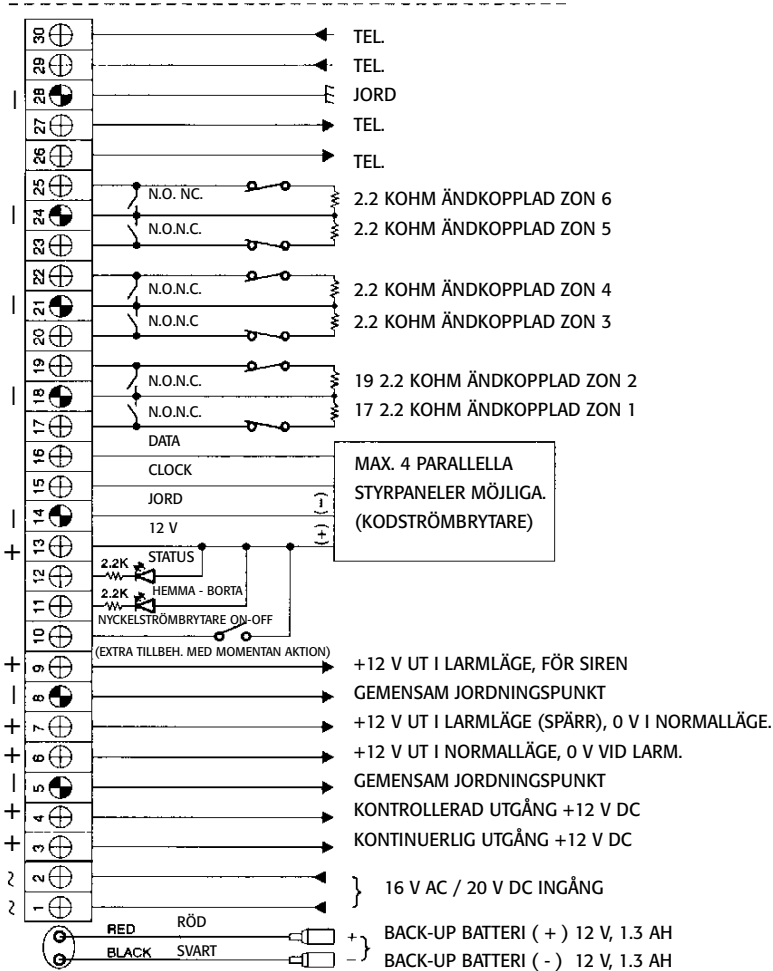 30 TEL.
29 TEL.
28 JORD
27 TEL.
26 TEL.
25
N.O. NC. 2.2 KOHM ÄNDKOPPLAD ZON 6
24
N.O.N.C. 2.2 KOHM ÄNDKOPPLAD ZON 5
23
22
N.O.N.C. 2.2 KOHM ÄNDKOPPLAD ZON 4
21
N.O.N.C 2.2 KOHM ÄNDKOPPLAD ZON 3
20
19
N.O.N.C. 19 2.2 KOHM ÄNDKOPPLAD ZON 2
18
N.O.N.C. 17 2.2 KOHM ÄNDKOPPLAD ZON 1
17
DATA
16 MAX. 4 PARALLELLA
CLOCK
15 STYRPANELER MÖJLIGA.
JORD (−)
14 (KODSTRÖMBRYTARE)
12 V
13 (+)
STATUS
2.2K
12
HEMMA - BORTA
2.2K
11
NYCKELSTRÖMBRYTARE ON-OFF
10
(EXTRA TILLBEH. MED MOMENTAN AKTION)
+ 9 +12 V UT I LARMLÄGE, FÖR SIREN
− 8 GEMENSAM JORDNINGSPUNKT
+ 7 +12 V UT I LARMLÄGE (SPÄRR), 0 V I NORMALLÄGE.
+ 6 +12 V UT I NORMALLÄGE, 0 V VID LARM.
− 5 GEMENSAM JORDNINGSPUNKT
+ 4 KONTROLLERAD UTGÅNG +12 V DC
+ 3 KONTINUERLIG UTGÅNG +12 V DC
~ 2
} 16 V AC / 20 V DC INGÅNG
~ 1
RED RÖD + } BACK-UP BATTERI ( + ) 12 V, 1.3 AH
BLACK SVART − BACK-UP BATTERI ( - ) 12 V, 1.3 AH